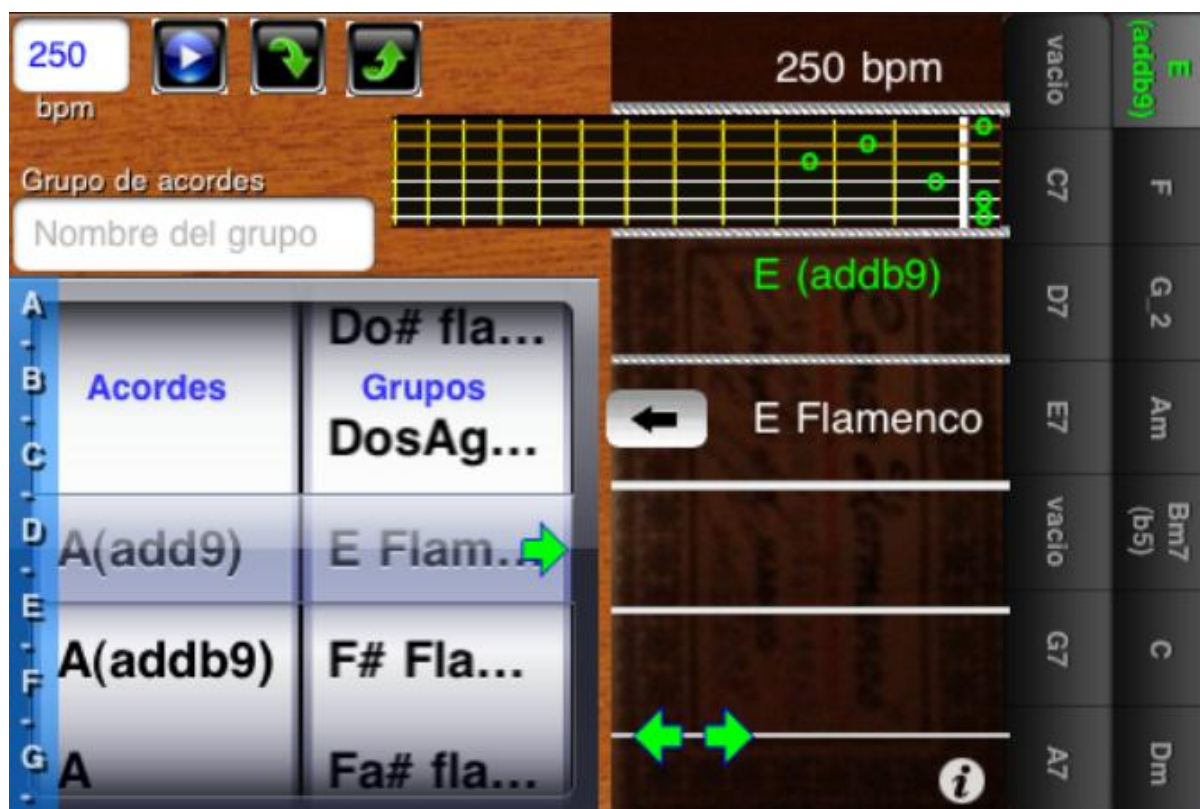 250
bpm
250 bpm
Grupo de acordes
Nombre del grupo
E (addb9)
Acordes
Grupos
Do# fla...
DosAg...
E Flamenco
A(add9)
E Flam...
A(addb9)
F# Fla...
A
Fa# fla...
A
-
B
-
C
-
D
-
E
-
F
-
G
-
vacio
C7
D7
E7
vacio
G7
A7
E
(addb9)
F
G_2
Am
Bm7
(b5)
C
Dm
i